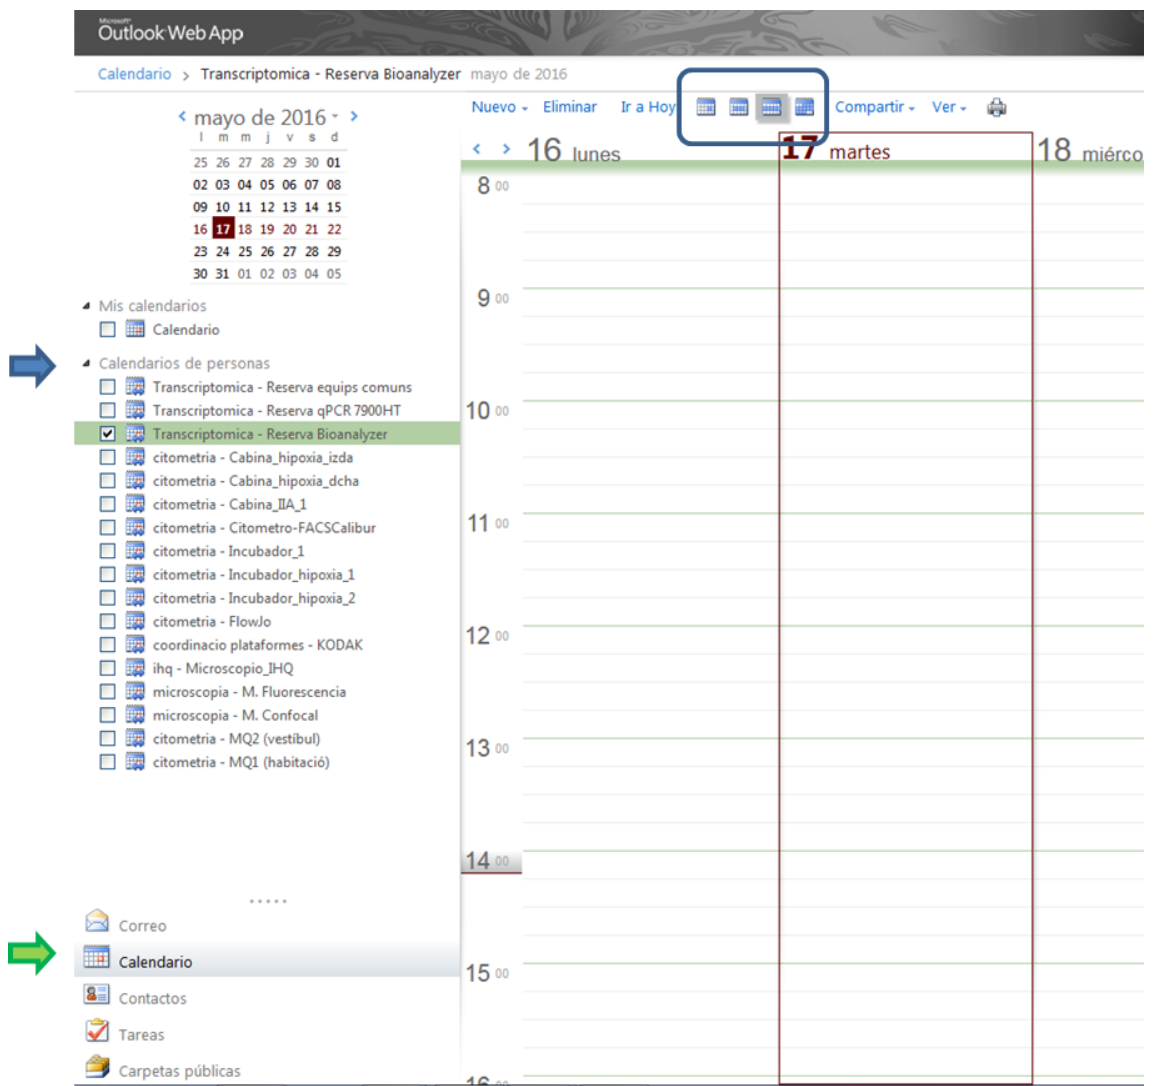 Microsoft
Outlook Web App
Calendario > Transcriptomica - Reserva Bioanalyzer mayo de 2016
mayo de 2016
l m m j v s d
25 26 27 28 29 30 01
02 03 04 05 06 07 08
09 10 11 12 13 14 15
16 17 18 19 20 21 22
23 24 25 26 27 28 29
30 31 01 02 03 04 05
Mis calendarios
Calendario
Calendarios de personas
Transcriptomica - Reserva equips comuns
Transcriptomica - Reserva qPCR 7900HT
Transcriptomica - Reserva Bioanalyzer
citometria - Cabina_hipoxia_izda
citometria - Cabina_hipoxia_dcha
citometria - Cabina_IIA_1
citometria - Citometro-FACSCalibur
citometria - Incubador_1
citometria - Incubador_hipoxia_1
citometria - Incubador_hipoxia_2
citometria - FlowJo
coordinacio plataformes - KODAK
ihq - Microscopio_IHQ
microscopia - M. Fluorescencia
microscopia - M. Confocal
citometria - MQ2 (vestíbul)
citometria - MQ1 (habitació)
Correo
Calendario
Contactos
Tareas
Carpetas públicas
Nuevo Eliminar Ir a Hoy Compartir Ver
16 lunes 17 martes 18 miérco
8 00
9 00
10 00
11 00
12 00
13 00
14 00
15 00
16 00